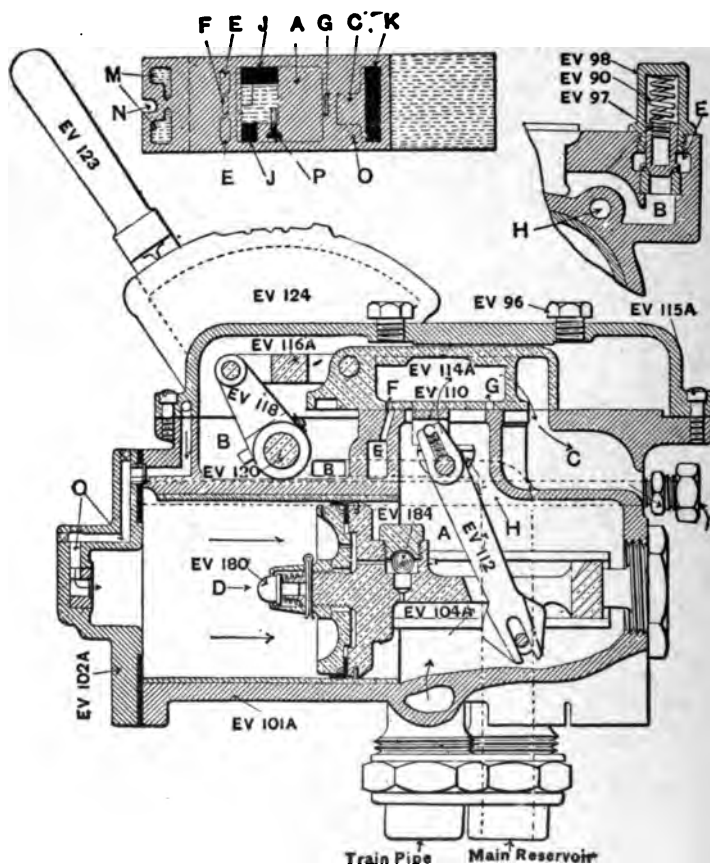 F E J A G C K
M
N
E J P O
EV 98
EV 90
EV 97
E
B
H
EV 123
EV 124
EV 96
EV 115A
EV 116A
EV 114A
EV 110
EV 118
F
G
B
E
B
C
EV 120
O
EV 184
A
H
EV 180
D
EV 112
EV 104A
EV 102A
EV 101A
Train Pipe Main Reservoir